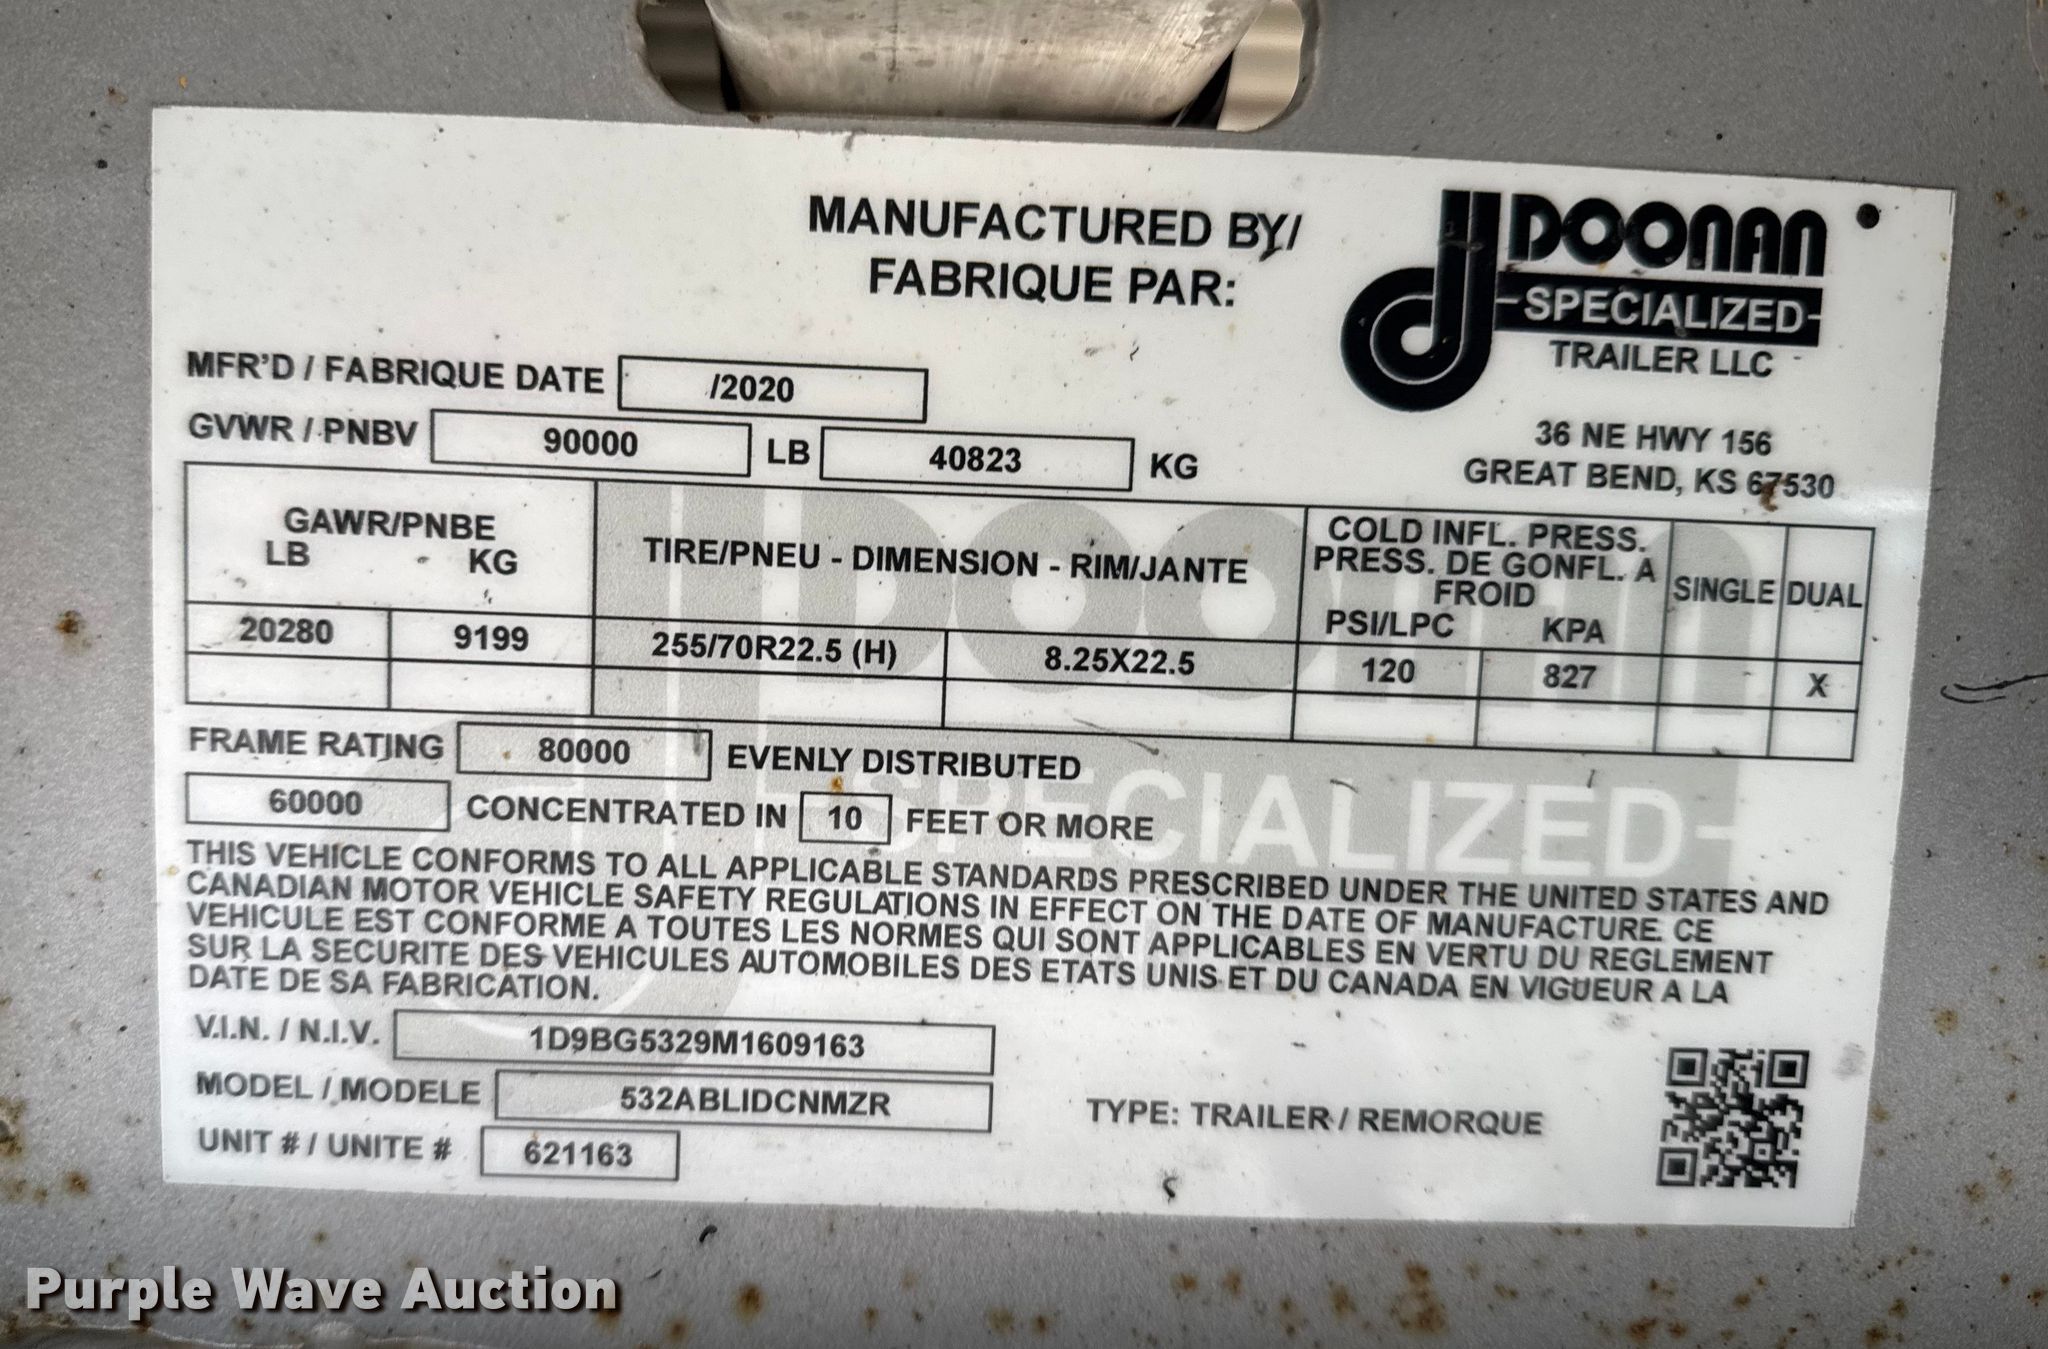 MANUFACTURED BY/
FABRIQUE PAR:
DOONAN
SPECIALIZED
TRAILER LLC
36 NE HWY 156
GREAT BEND, KS 67530
MFR'D / FABRIQUE DATE /2020
GVWR / PNBV 90000 LB 40823 KG
GAWR/PNBE
LB KG
TIRE/PNEU - DIMENSION - RIM/JANTE
COLD INFL. PRESS.
PRESS. DE GONFL. A
FROID
PSI/LPC KPA
SINGLE DUAL
20280 9199 255/70R22.5 (H) 8.25X22.5 120 827 X
FRAME RATING 80000 EVENLY DISTRIBUTED
60000 CONCENTRATED IN 10 FEET OR MORE
THIS VEHICLE CONFORMS TO ALL APPLICABLE STANDARDS PRESCRIBED UNDER THE UNITED STATES AND
CANADIAN MOTOR VEHICLE SAFETY REGULATIONS IN EFFECT ON THE DATE OF MANUFACTURE. CE
VEHICULE EST CONFORME A TOUTES LES NORMES QUI SONT APPLICABLES EN VERTU DU REGLEMENT
SUR LA SECURITE DES VEHICULES AUTOMOBILES DES ETATS UNIS ET DU CANADA EN VIGUEUR A LA
DATE DE SA FABRICATION.
V.I.N. / N.I.V. 1D9BG5329M1609163
MODEL / MODELE 532ABLIDCNMZR
UNIT # / UNITE # 621163
TYPE: TRAILER / REMORQUE
Purple Wave Auction